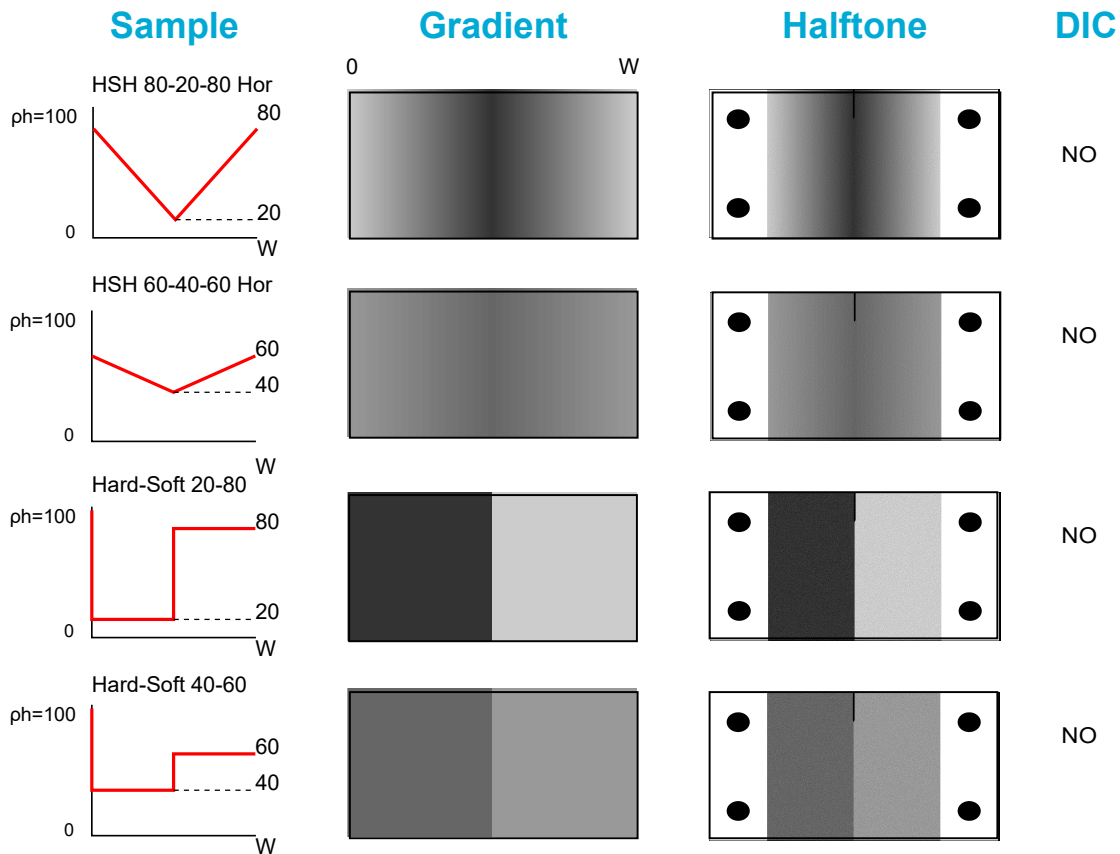 Sample Gradient Halftone DIC
0 W
HSH 80-20-80 Hor
ρh=100 80
NO
20
0
W
HSH 60-40-60 Hor
ρh=100
NO
60
40
0
W
Hard-Soft 20-80
ρh=100 80
NO
20
0
W
Hard-Soft 40-60
ρh=100
NO
60
40
0
W